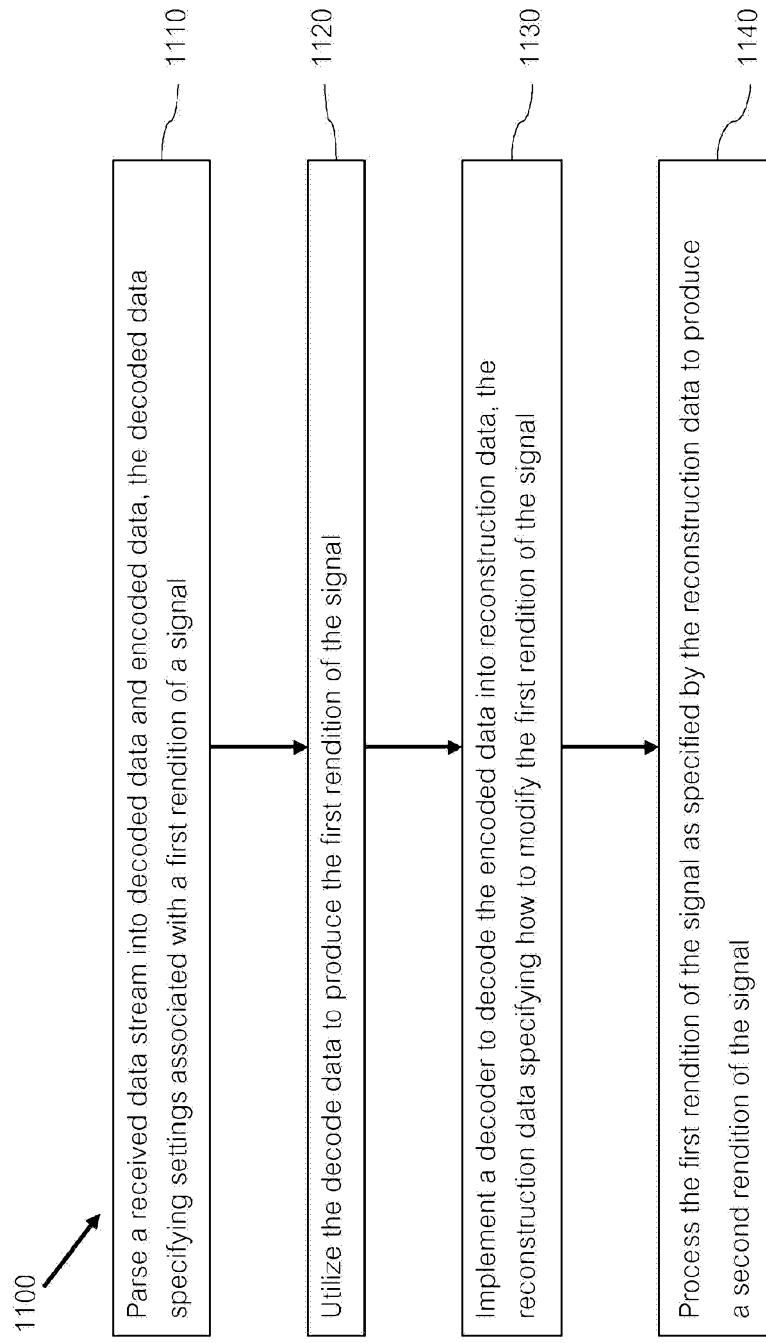 1100
Parse a received data stream into decoded data and encoded data, the decoded data
specifying settings associated with a first rendition of a signal
1110
Utilize the decode data to produce the first rendition of the signal
1120
Implement a decoder to decode the encoded data into reconstruction data, the
reconstruction data specifying how to modify the first rendition of the signal
1130
Process the first rendition of the signal as specified by the reconstruction data to produce
a second rendition of the signal
1140